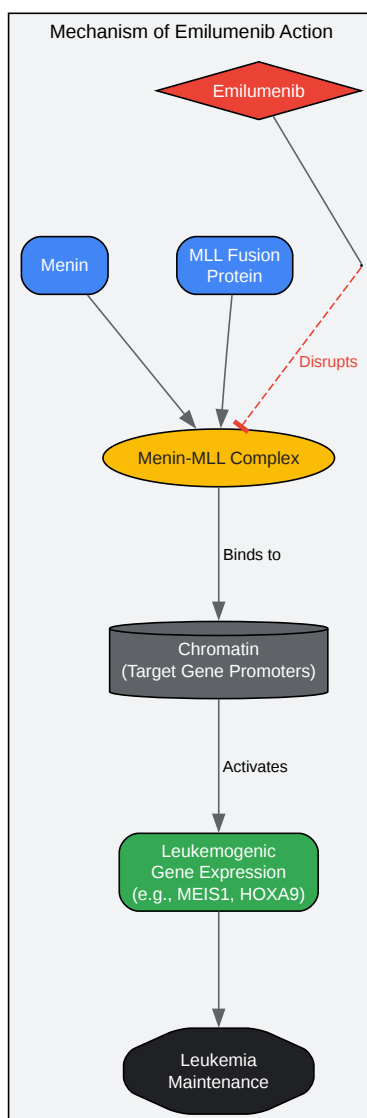 Mechanism of Emilumenib Action
Emilumenib
Menin
MLL Fusion
Protein
Disrupts
Menin-MLL Complex
Binds to
Chromatin
(Target Gene Promoters)
Activates
Leukemogenic
Gene Expression
(e.g., MEIS1, HOXA9)
Leukemia
Maintenance